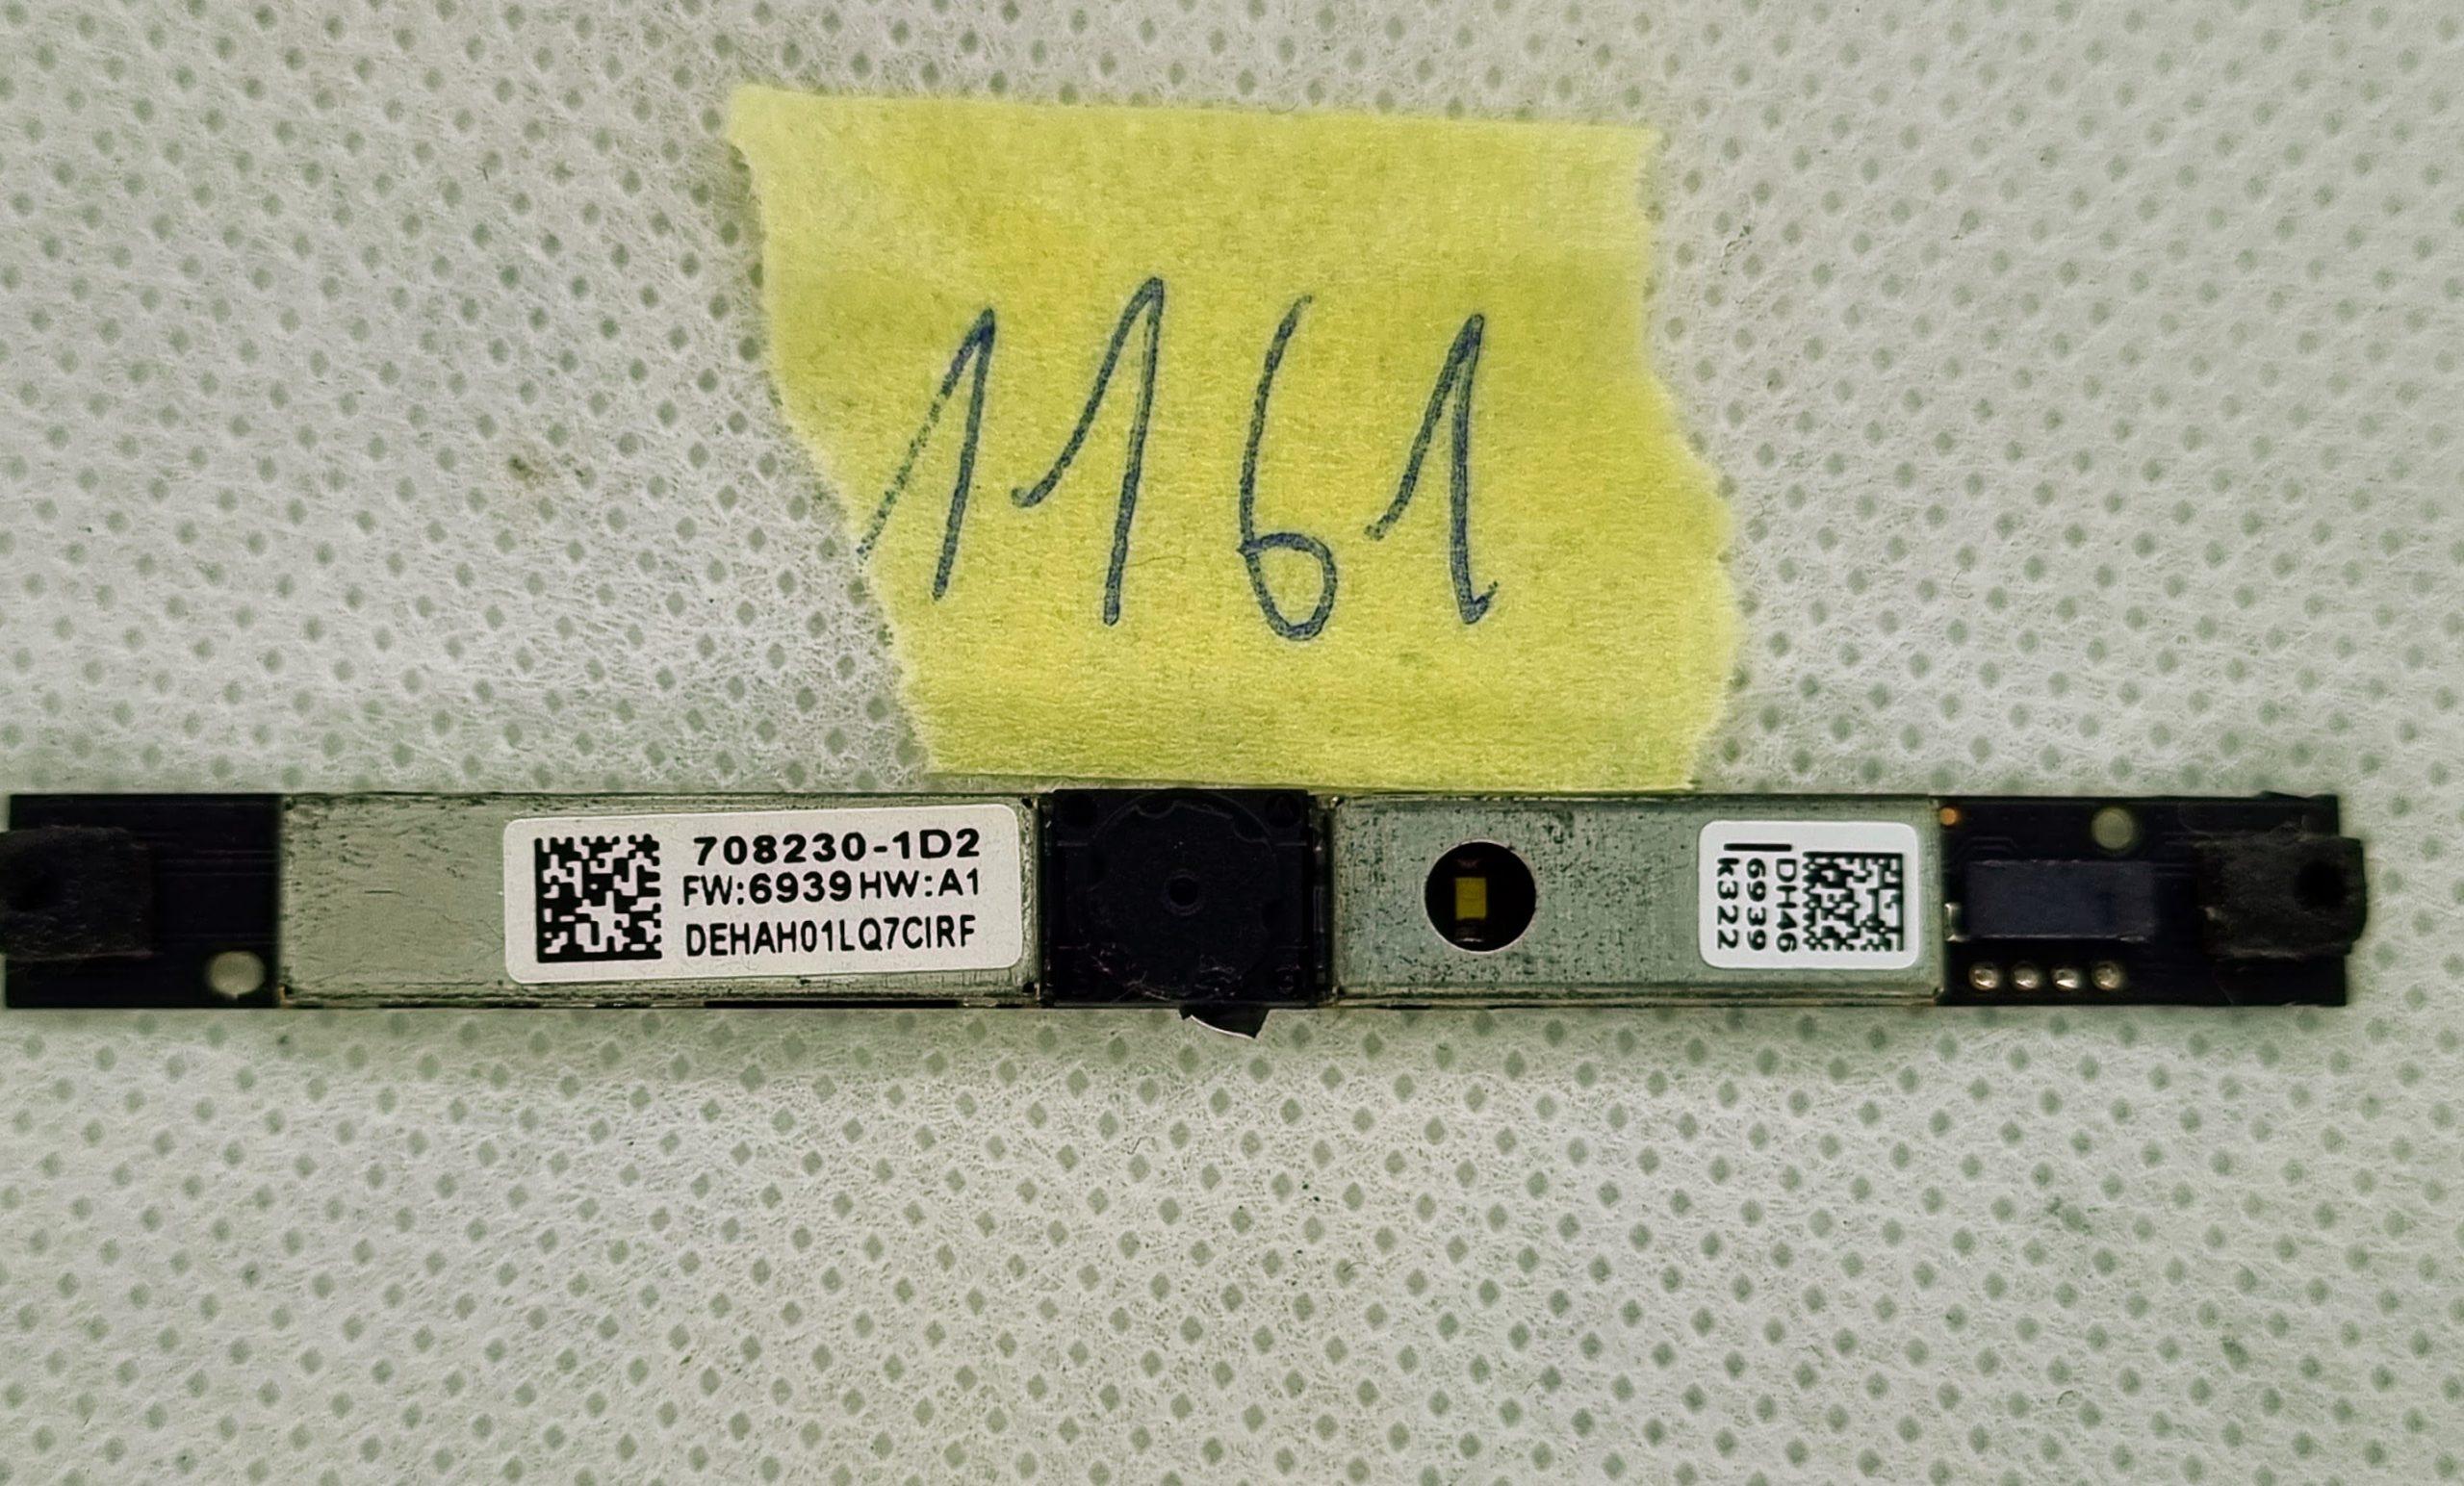 1161
708230-1D2
FW:6939 HW:A1
DEHAH01LQ7CIRF
DH46
6939
k322